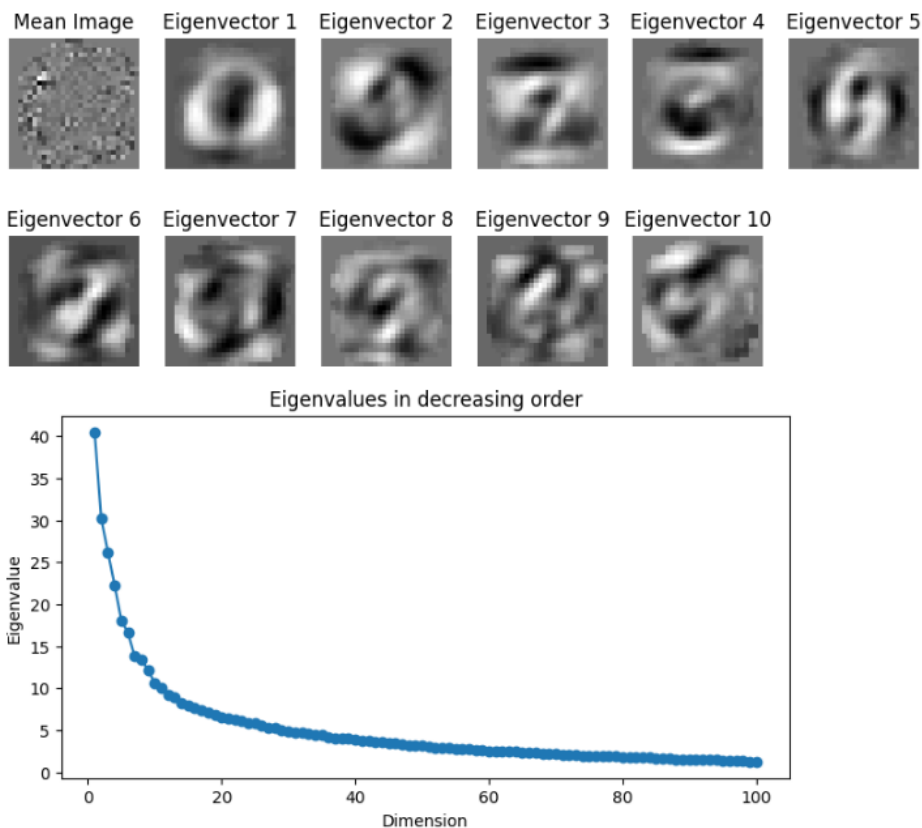 Mean Image Eigenvector 1 Eigenvector 2 Eigenvector 3 Eigenvector 4 Eigenvector 5
Eigenvector 6 Eigenvector 7 Eigenvector 8 Eigenvector 9 Eigenvector 10
Eigenvalues in decreasing order
40
35
30
25
20
15
10
5
0
Eigenvalue
0 20 40 60 80 100
Dimension